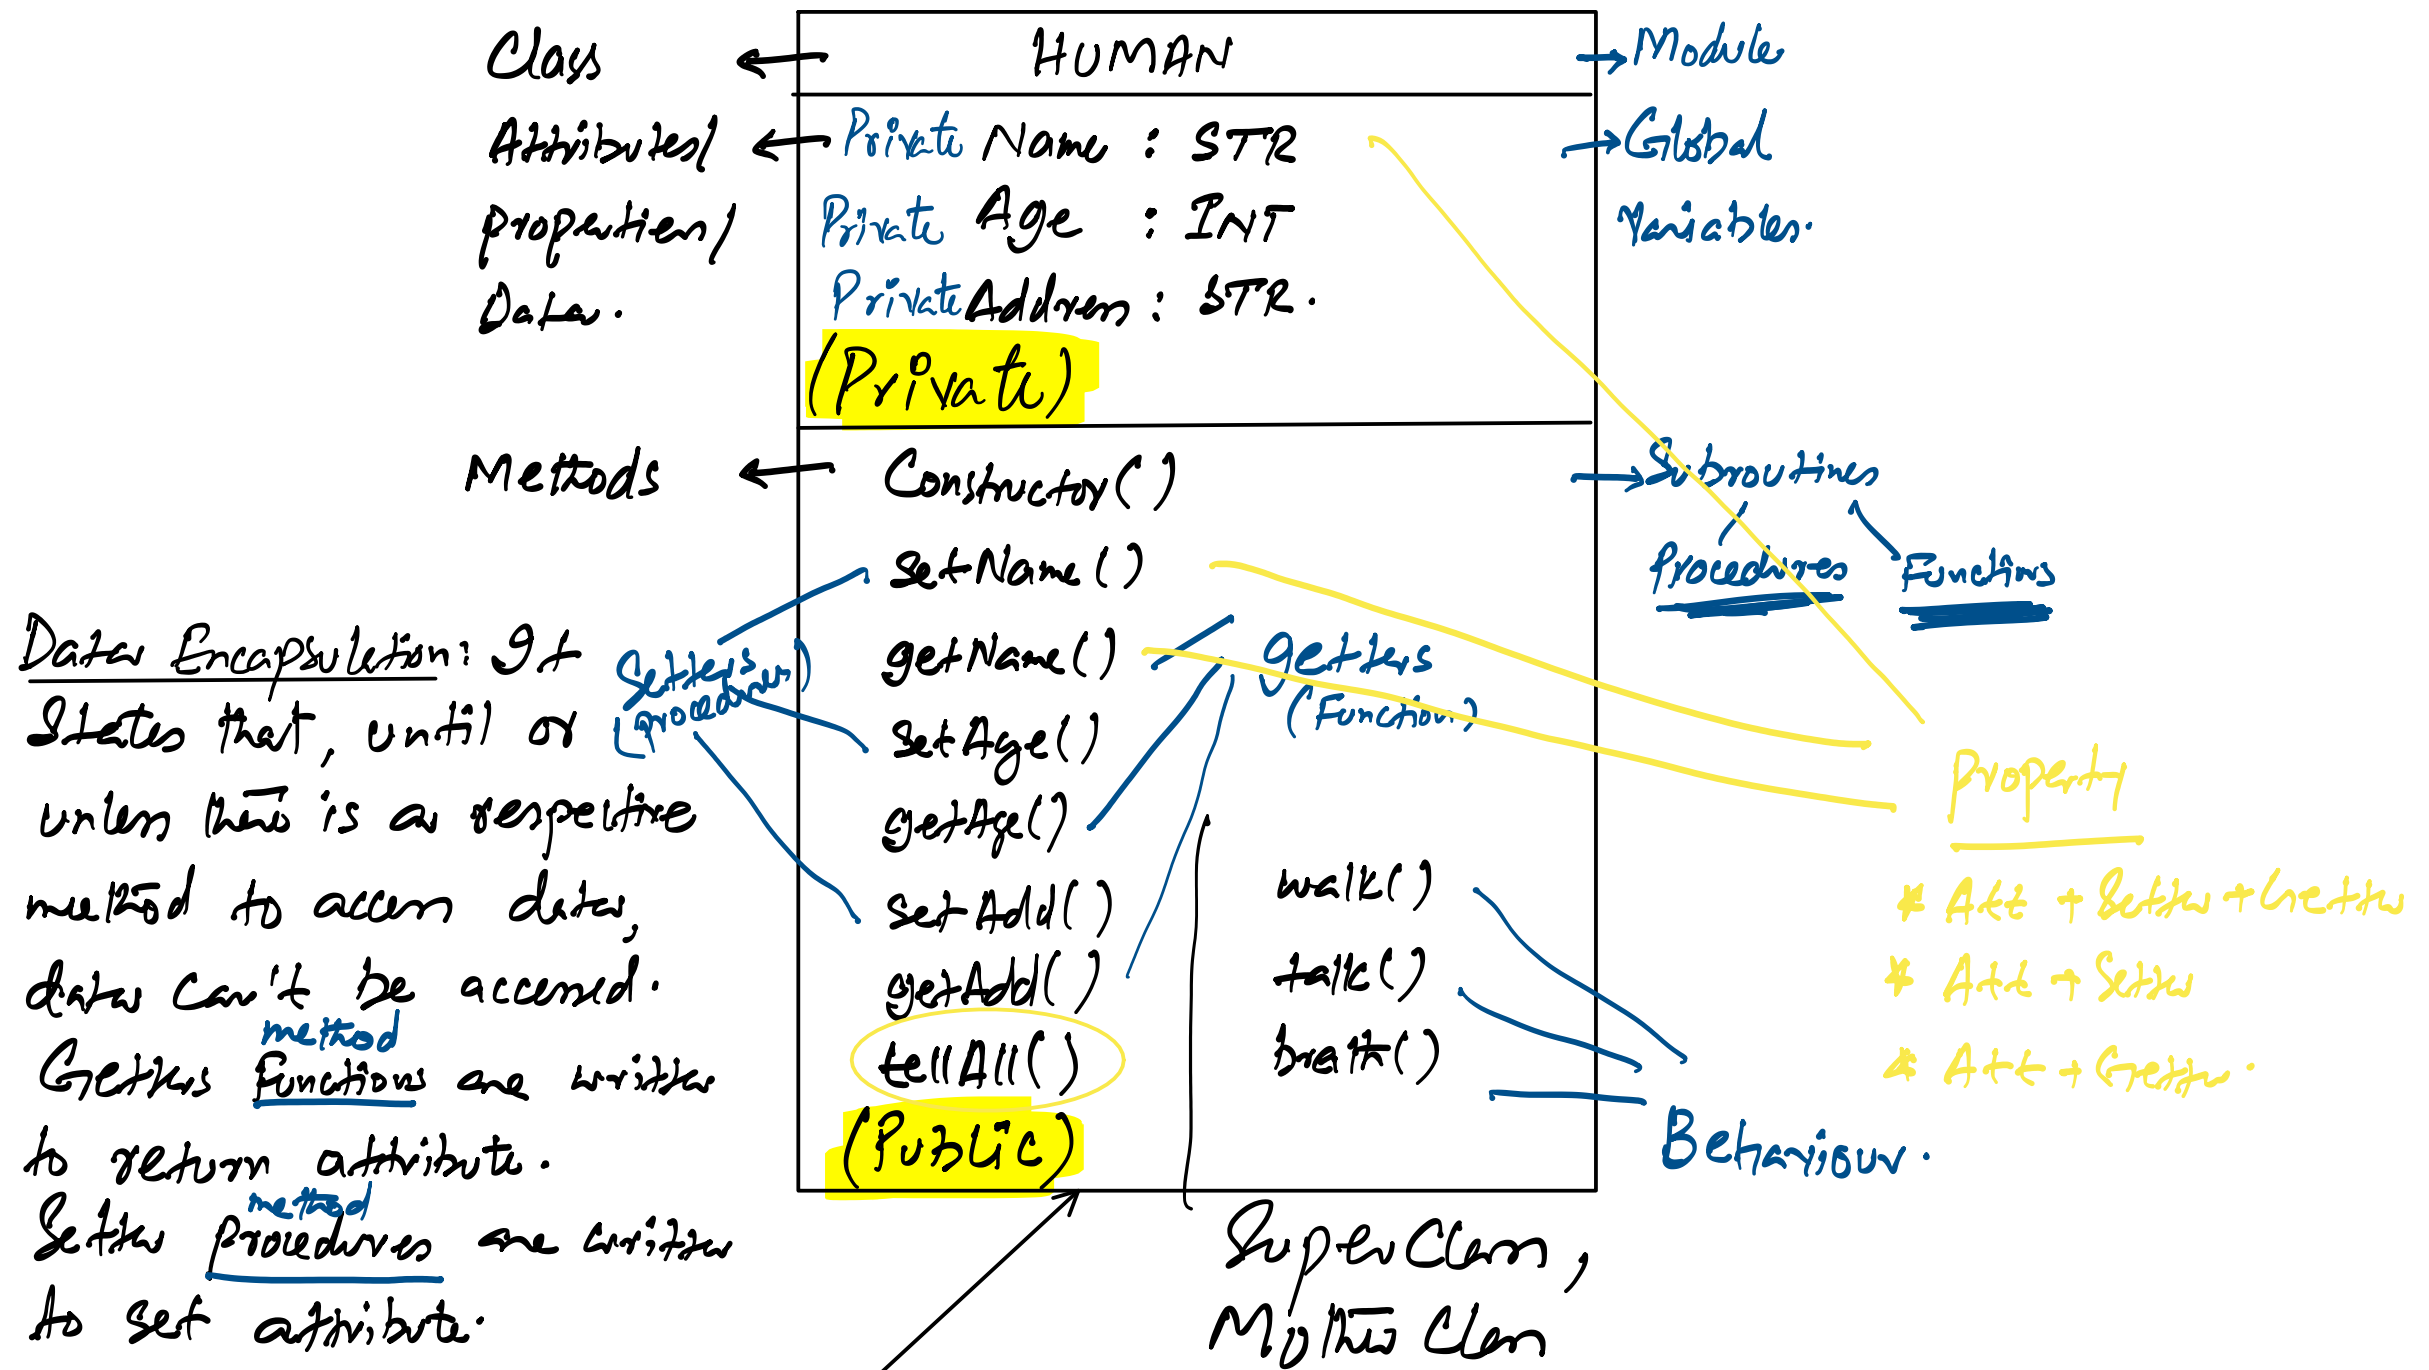 Class
HUMAN
Module
Attributes/
Properties/
Data.
Private Name : STR
Private Age : INT
Private Address : STR.
(Private)
Global
Variables.
Methods
Constructor()
setName()
getName()
setAge()
getAge()
setAdd()
getAdd()
tellAll()
(Public)
Subroutines
Procedures
Functions
Setters
(procedures)
getters
(Function)
walk()
talk()
breath()
Behaviour.
Property
* Att + Setter + Getter
* Att + Setter
* Att + Getter.
Data Encapsulation: It
States that, until or
unless there is a respective
method to access data,
data can't be accessed.
method
Getters Functions are written
to return attribute.
method
Setter procedures are written
to set attribute.
Super Class,
Mother Class